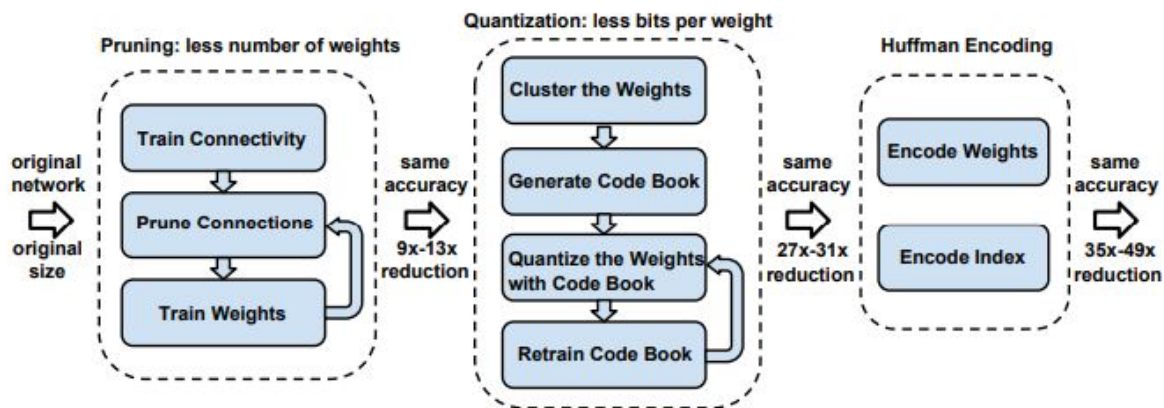 Pruning: less number of weights
Quantization: less bits per weight
Huffman Encoding
original
network
original
size
Train Connectivity
Prune Connections
Train Weights
same
accuracy
9x-13x
reduction
Cluster the Weights
Generate Code Book
Quantize the Weights
with Code Book
Retrain Code Book
same
accuracy
27x-31x
reduction
Encode Weights
Encode Index
same
accuracy
35x-49x
reduction